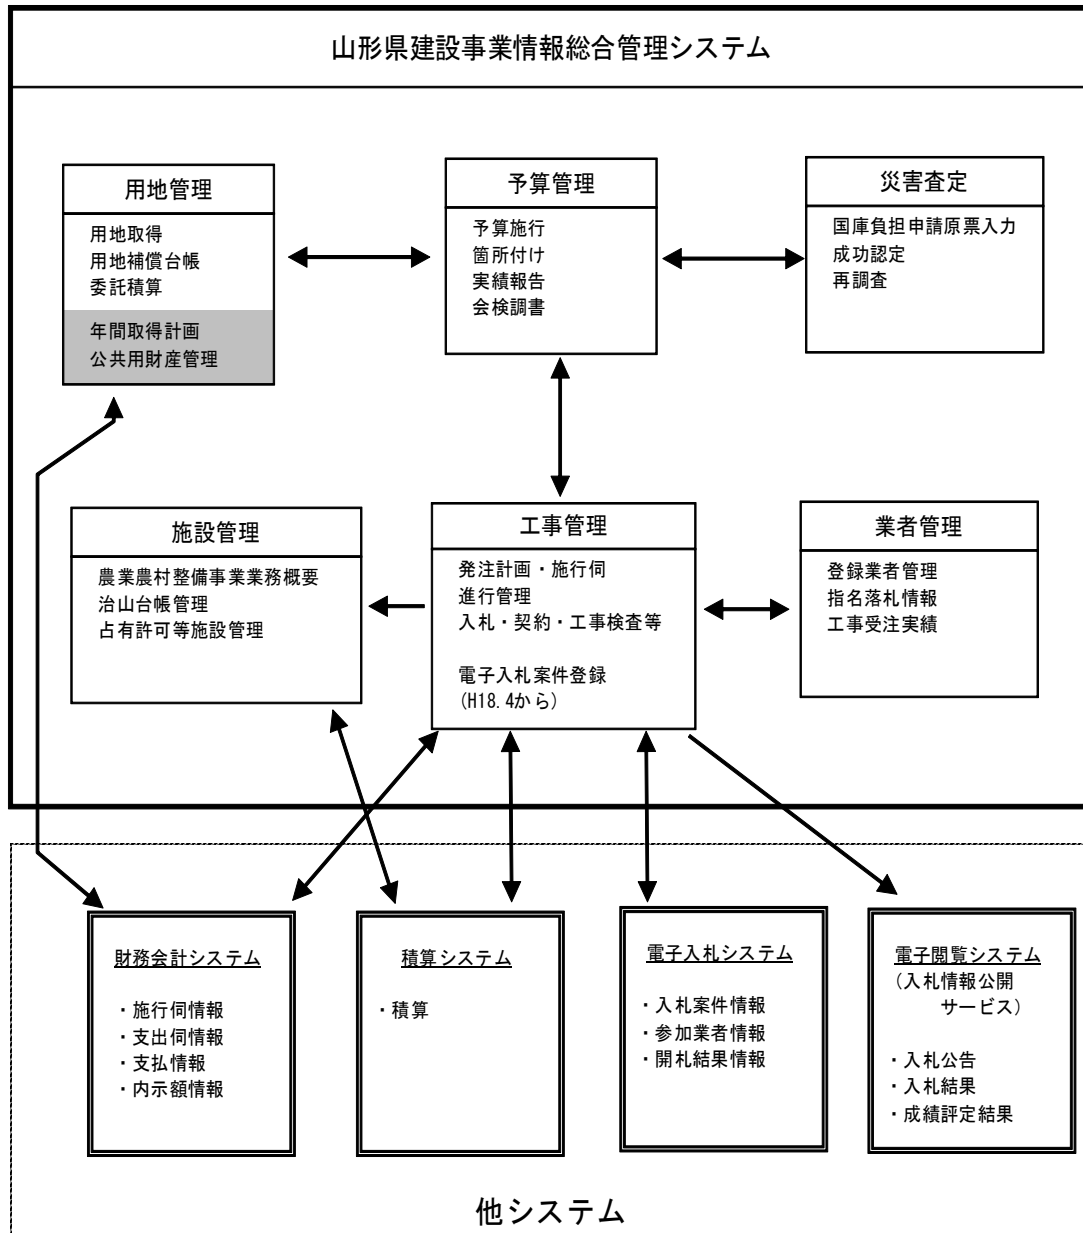 山形県建設事業情報総合管理システム
用地管理
用地取得
用地補償台帳
委託積算
年間取得計画
公共用財産管理
予算管理
予算施行
箇所付け
実績報告
会検調書
災害査定
国庫負担申請原票入力
成功認定
再調査
施設管理
農業農村整備事業業務概要
治山台帳管理
占有許可等施設管理
工事管理
発注計画・施行伺
進行管理
入札・契約・工事検査等
電子入札案件登録
(H18.4から)
業者管理
登録業者管理
指名落札情報
工事受注実績
財務会計システム
・施行伺情報
・支出伺情報
・支払情報
・内示額情報
積算システム
・積算
電子入札システム
・入札案件情報
・参加業者情報
・開札結果情報
電子閲覧システム
(入札情報公開
サービス)
・入札公告
・入札結果
・成績評定結果
他システム